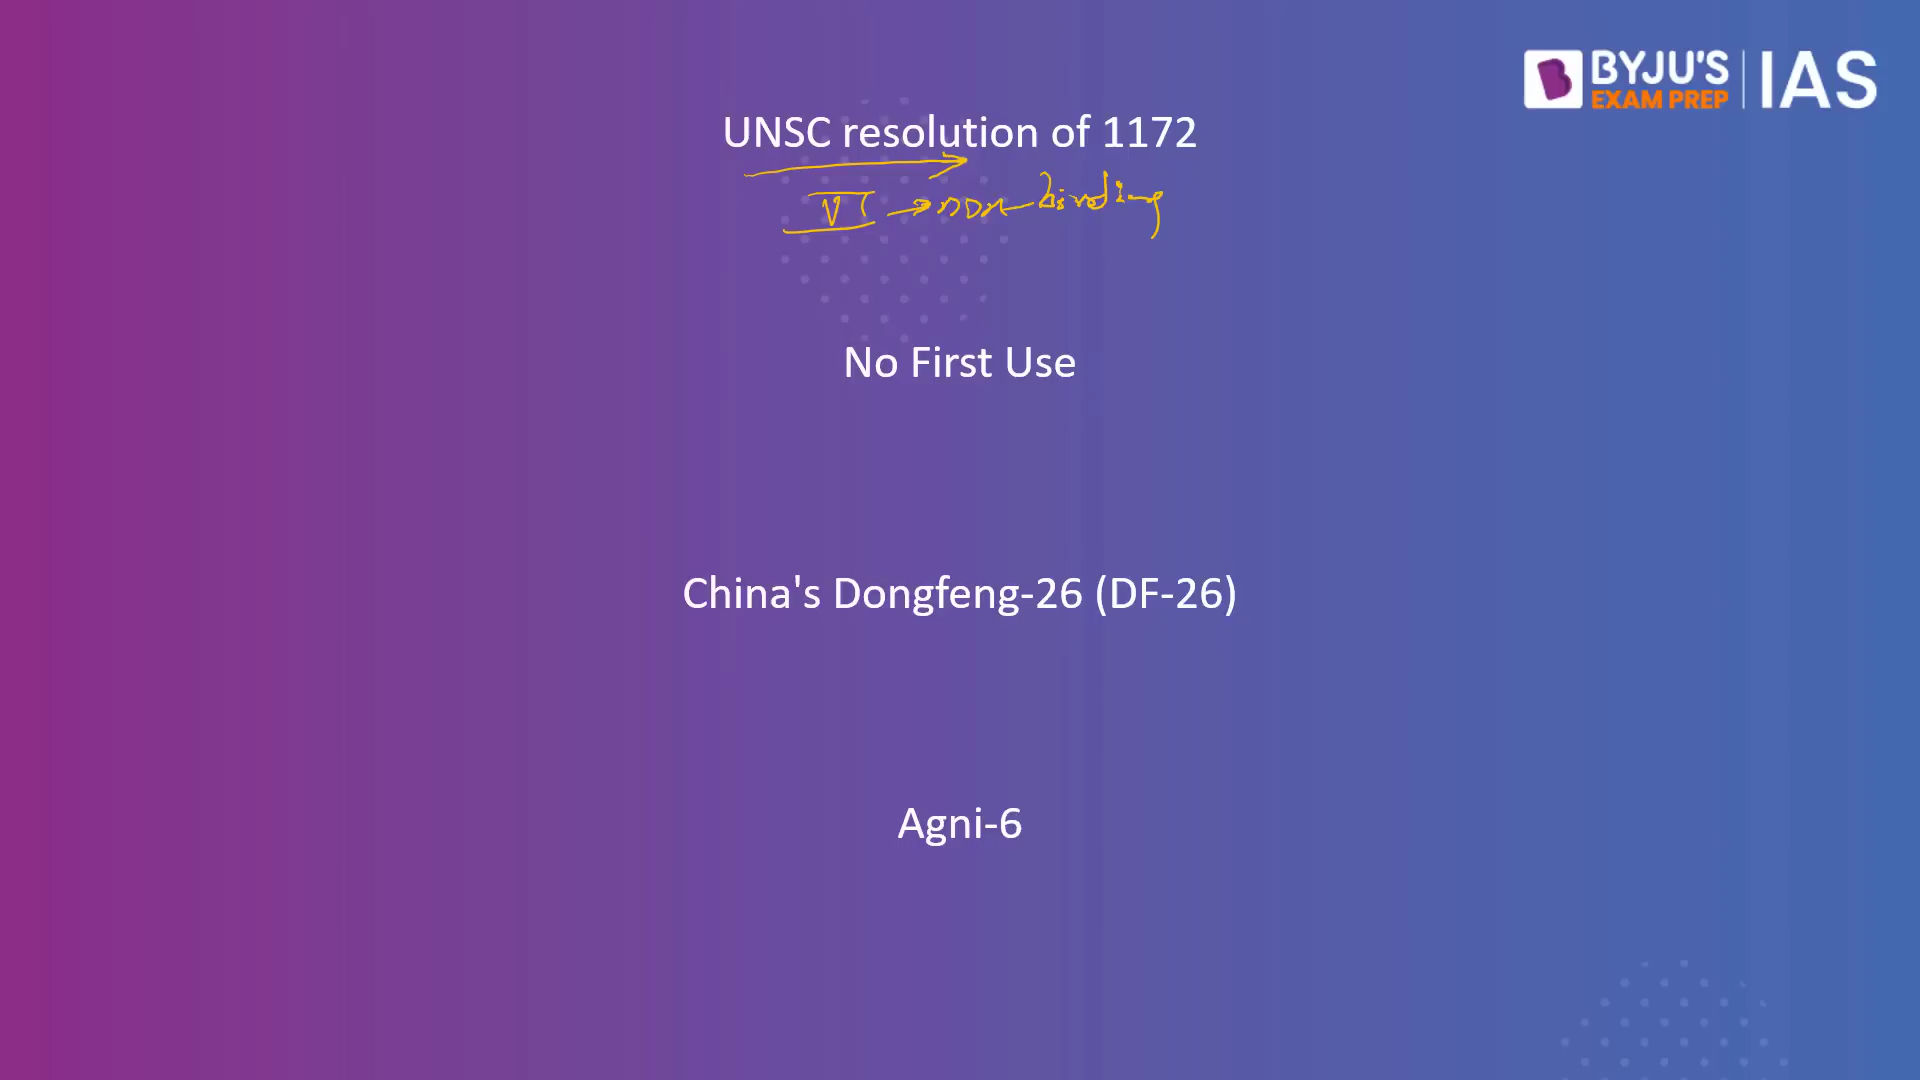 BYJU'S
EXAM PREP
IAS
UNSC resolution of 1172
VI → non-binding
No First Use
China's Dongfeng-26 (DF-26)
Agni-6